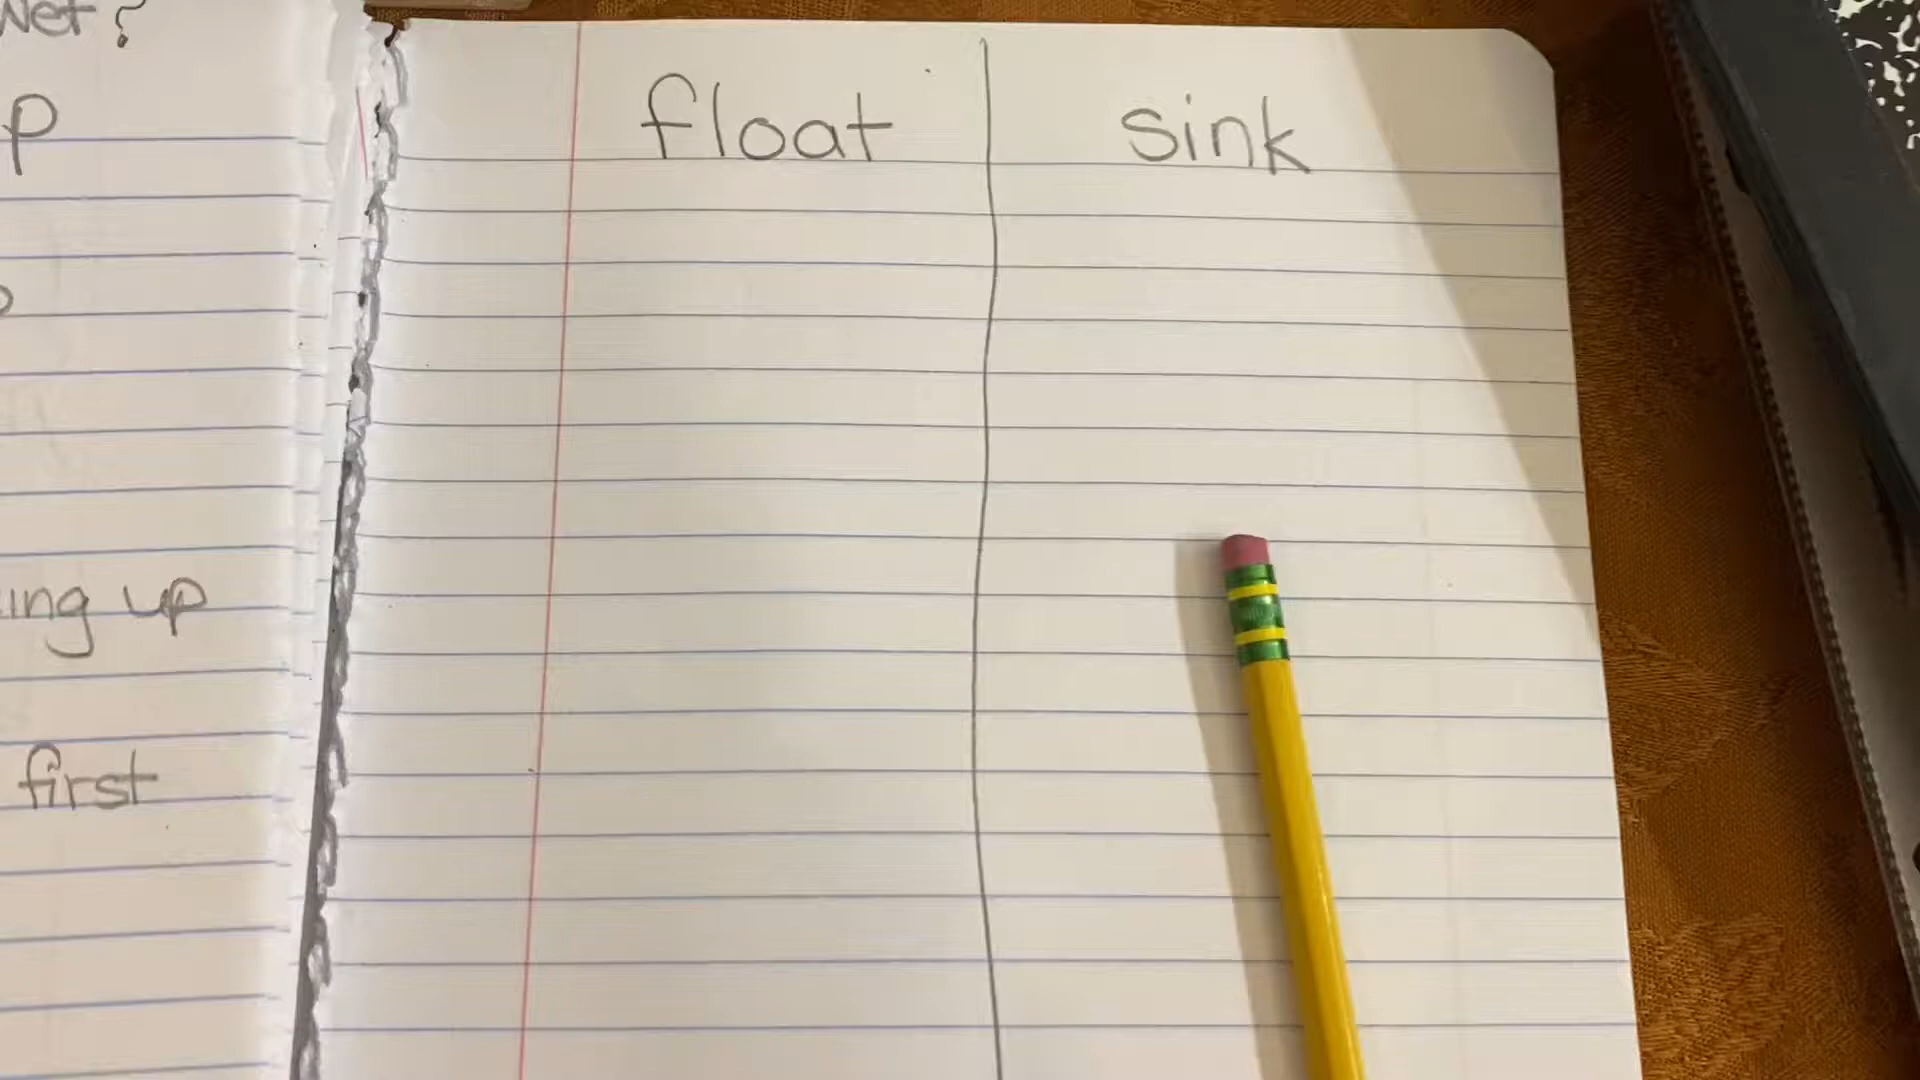 wet?
p
ing up
first
float sink